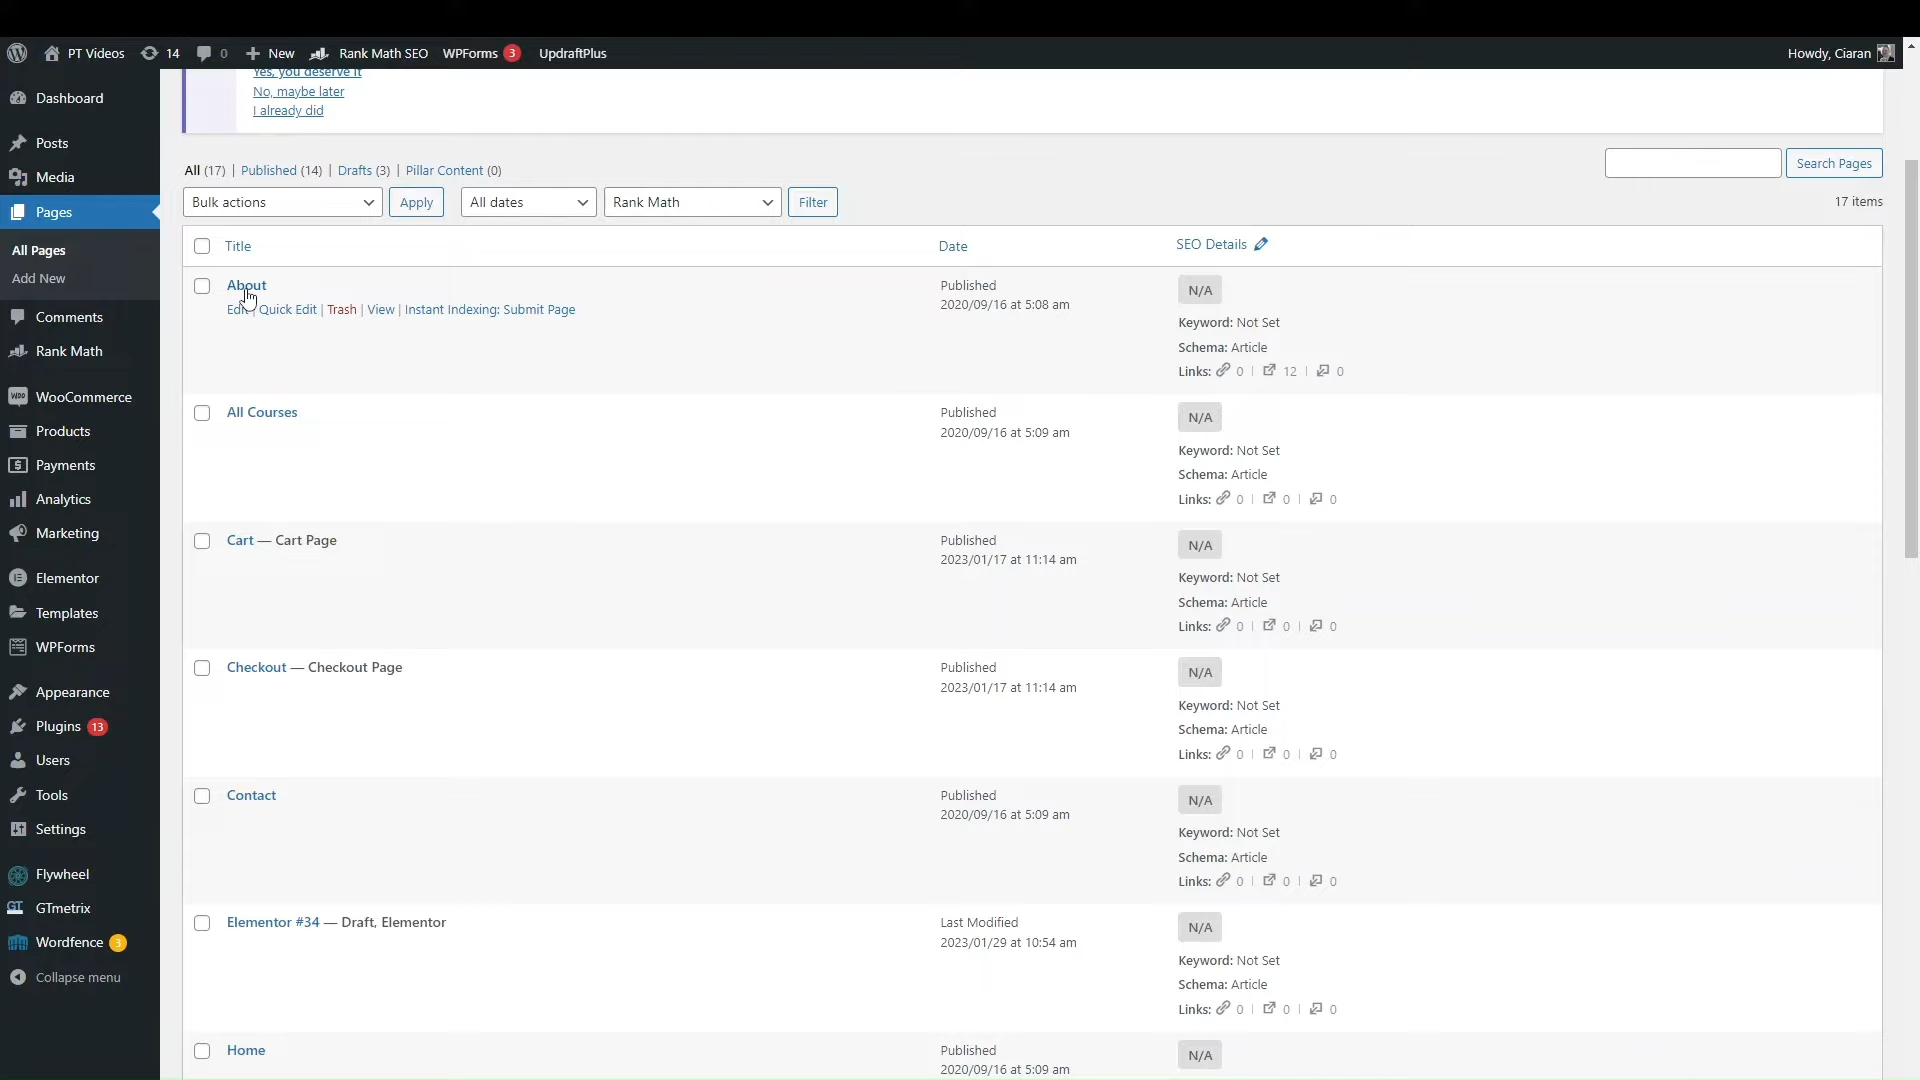 PT Videos 14 0 New Rank Math SEO WPForms 3 UpdraftPlus Howdy, Ciaran
Yes, you deserve it
No, maybe later
I already did
Dashboard
Posts
Media
Pages
All Pages
Add New
Comments
Rank Math
WooCommerce
Products
Payments
Analytics
Marketing
Elementor
Templates
WPForms
Appearance
Plugins 13
Users
Tools
Settings
Flywheel
GTmetrix
Wordfence 3
Collapse menu
All (17) | Published (14) | Drafts (3) | Pillar Content (0)
Search Pages
Bulk actions Apply All dates Rank Math Filter
17 items
Title Date SEO Details
About
Edit | Quick Edit | Trash | View | Instant Indexing: Submit Page
Published
2020/09/16 at 5:08 am
N/A
Keyword: Not Set
Schema: Article
Links: 0 | 12 | 0
All Courses
Published
2020/09/16 at 5:09 am
N/A
Keyword: Not Set
Schema: Article
Links: 0 | 0 | 0
Cart — Cart Page
Published
2023/01/17 at 11:14 am
N/A
Keyword: Not Set
Schema: Article
Links: 0 | 0 | 0
Checkout — Checkout Page
Published
2023/01/17 at 11:14 am
N/A
Keyword: Not Set
Schema: Article
Links: 0 | 0 | 0
Contact
Published
2020/09/16 at 5:09 am
N/A
Keyword: Not Set
Schema: Article
Links: 0 | 0 | 0
Elementor #34 — Draft, Elementor
Last Modified
2023/01/29 at 10:54 am
N/A
Keyword: Not Set
Schema: Article
Links: 0 | 0 | 0
Home
Published
2020/09/16 at 5:09 am
N/A